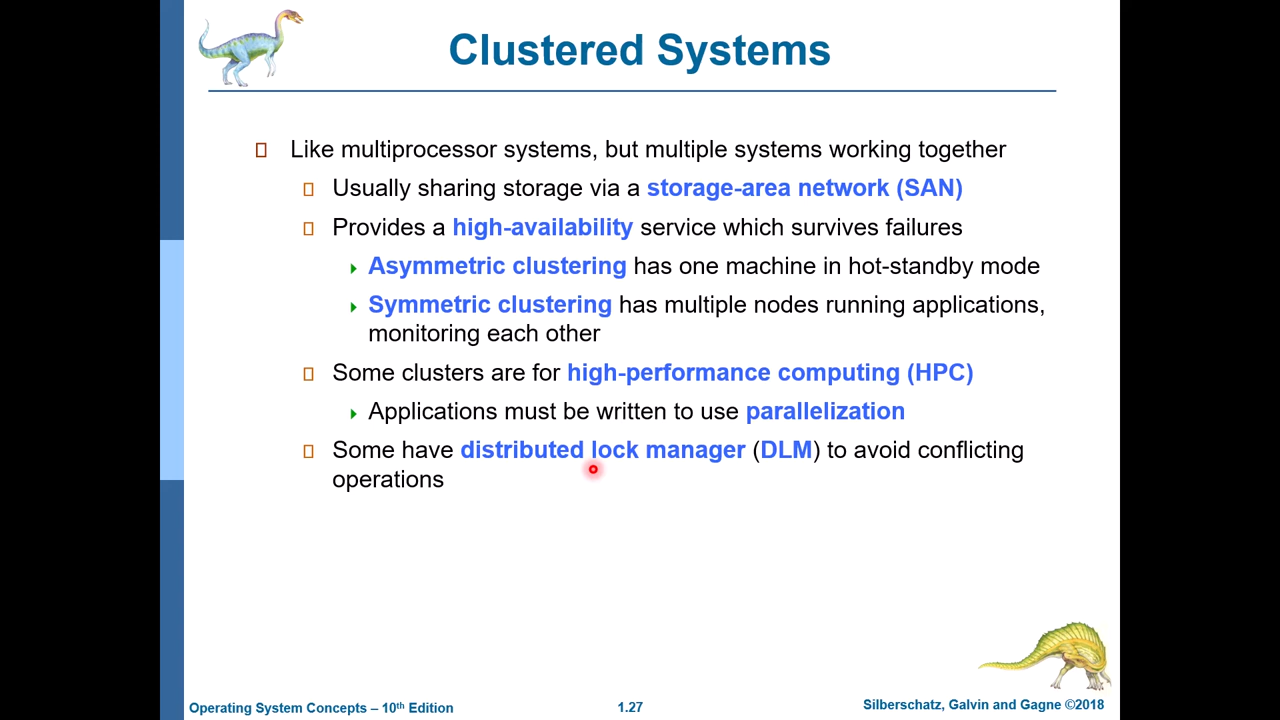 Clustered Systems
Like multiprocessor systems, but multiple systems working together
Usually sharing storage via a storage-area network (SAN)
Provides a high-availability service which survives failures
Asymmetric clustering has one machine in hot-standby mode
Symmetric clustering has multiple nodes running applications,
monitoring each other
Some clusters are for high-performance computing (HPC)
Applications must be written to use parallelization
Some have distributed lock manager (DLM) to avoid conflicting
operations
Operating System Concepts – 10th Edition
1.27
Silberschatz, Galvin and Gagne ©2018